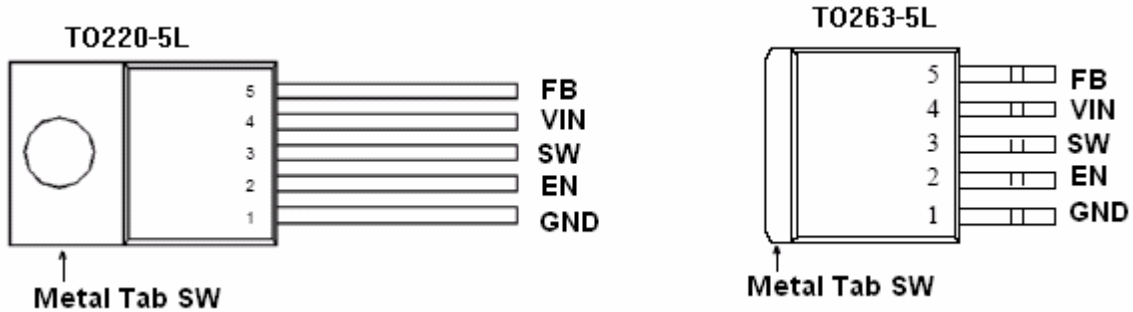 TO220-5L
5 FB
4 VIN
3 SW
2 EN
1 GND
Metal Tab SW
TO263-5L
5 FB
4 VIN
3 SW
2 EN
1 GND
Metal Tab SW